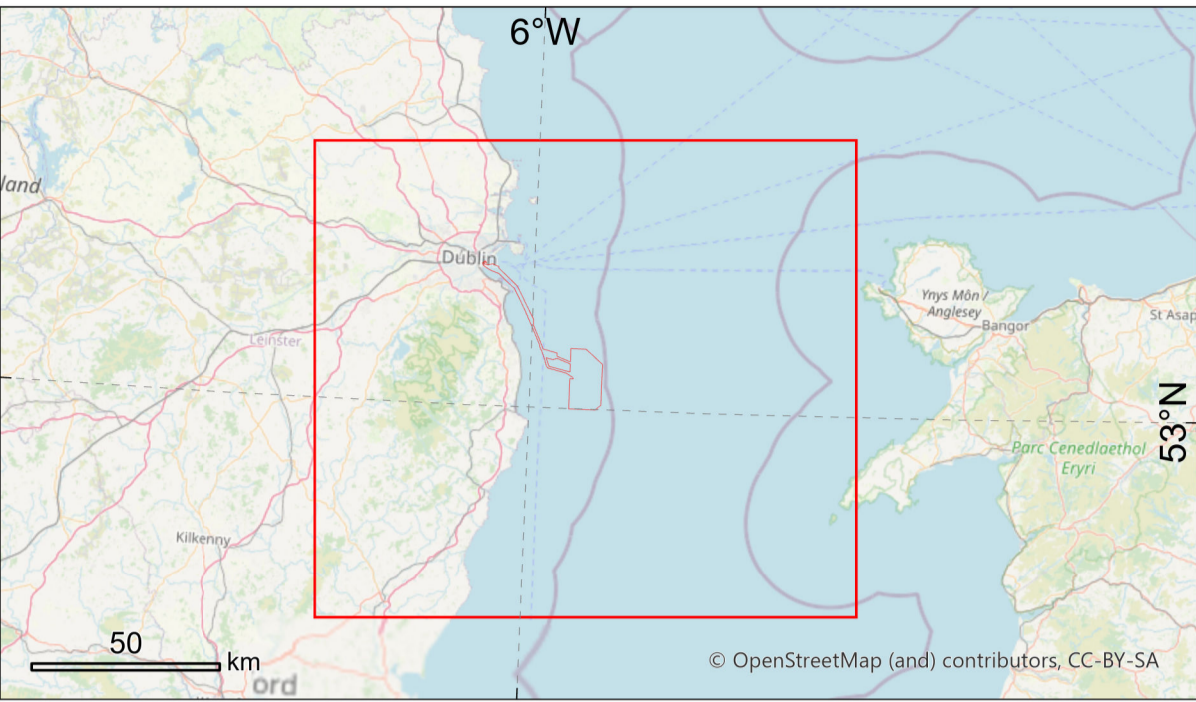 6°W
land
Dublin
Ynys Môn /
Anglesey
Bangor
St Asap
Leinster
53°N
Parc Cenedlaethol
Eryri
Kilkenny
50
km
© OpenStreetMap (and) contributors, CC-BY-SA
ord